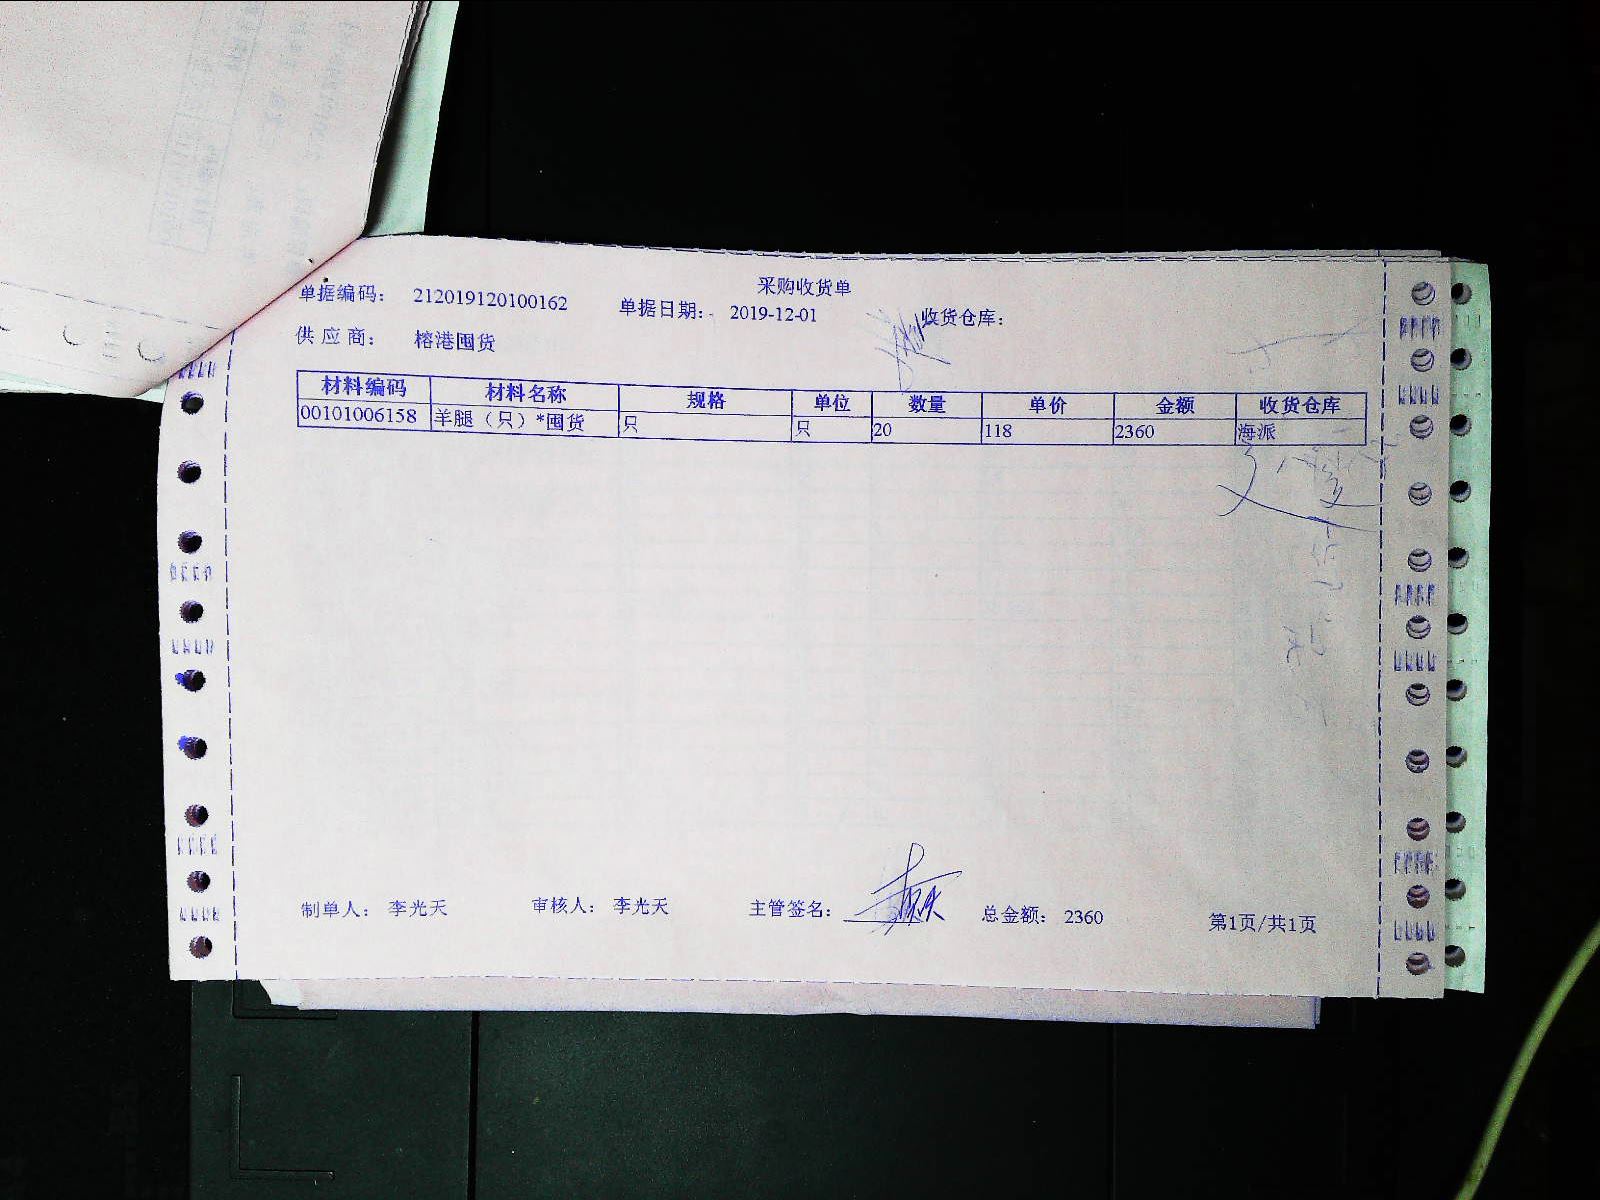 采购收货单
单据编码： 212019120100162 单据日期： 2019-12-01 收货仓库：
供应商： 榕港囤货
材料编码 材料名称 规格 单位 数量 单价 金额 收货仓库
00101006158 羊腿（只）*囤货 只 只 20 118 2360 海派
制单人： 李光天 审核人： 李光天 主管签名： 总金额： 2360 第1页/共1页